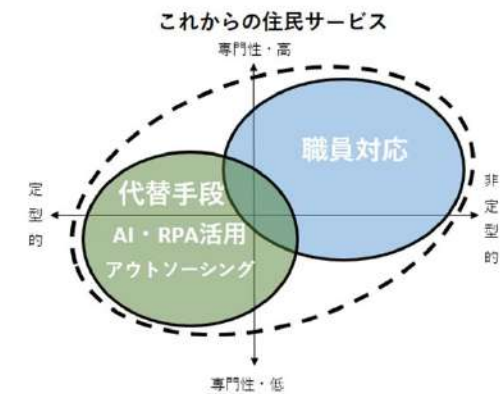 これからの住民サービス
専門性・高
職員対応
代替手段
AI・RPA活用
アウトソーシング
定型的
非定型的
専門性・低